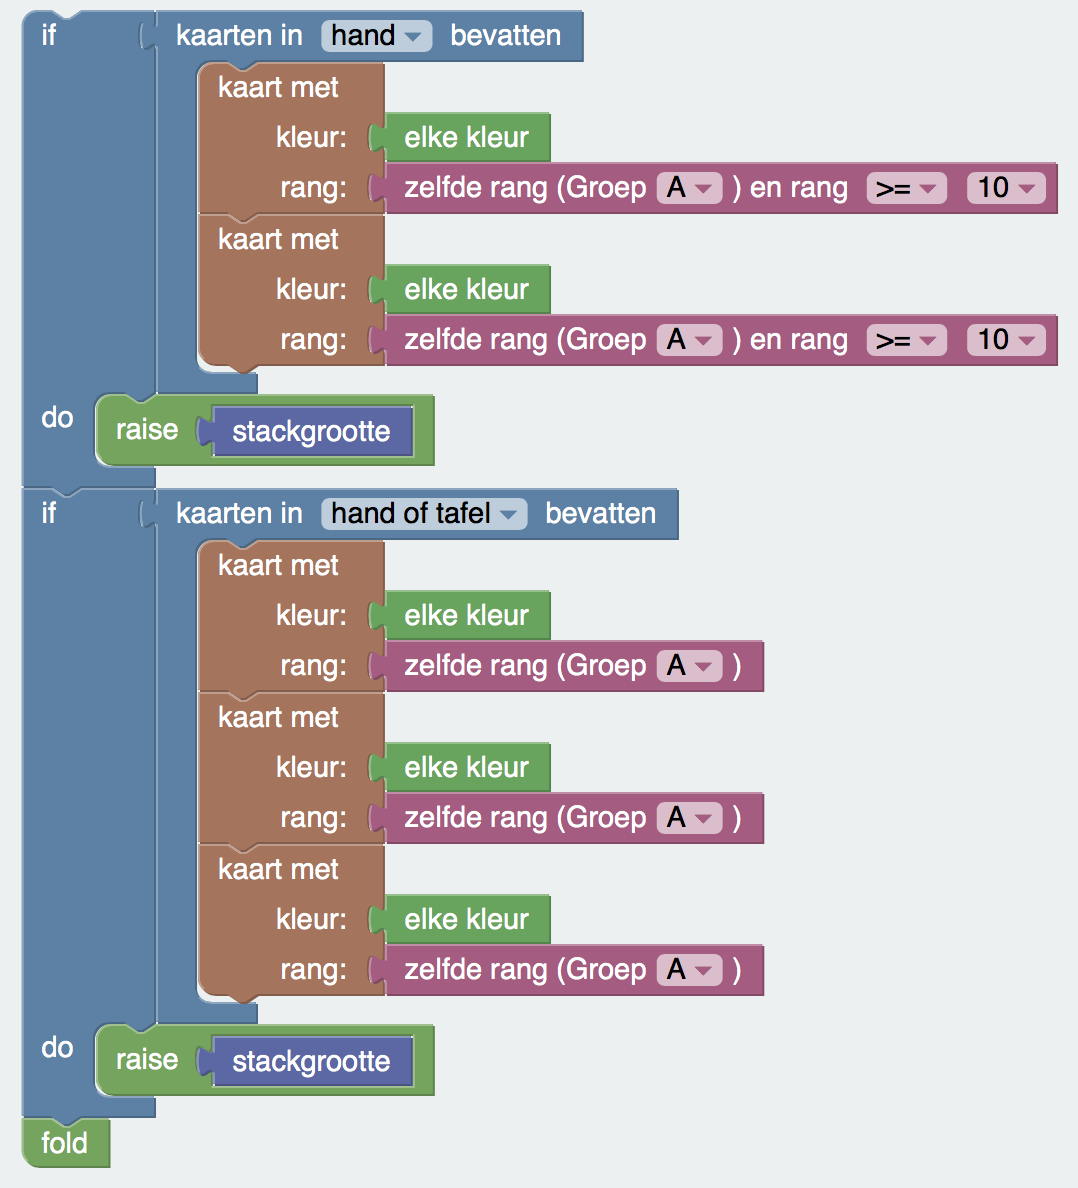 if kaarten in hand bevatten
kaart met
kleur: elke kleur
rang: zelfde rang (Groep A ) en rang >= 10
kaart met
kleur: elke kleur
rang: zelfde rang (Groep A ) en rang >= 10
do raise stackgrootte
if kaarten in hand of tafel bevatten
kaart met
kleur: elke kleur
rang: zelfde rang (Groep A )
kaart met
kleur: elke kleur
rang: zelfde rang (Groep A )
kaart met
kleur: elke kleur
rang: zelfde rang (Groep A )
do raise stackgrootte
fold